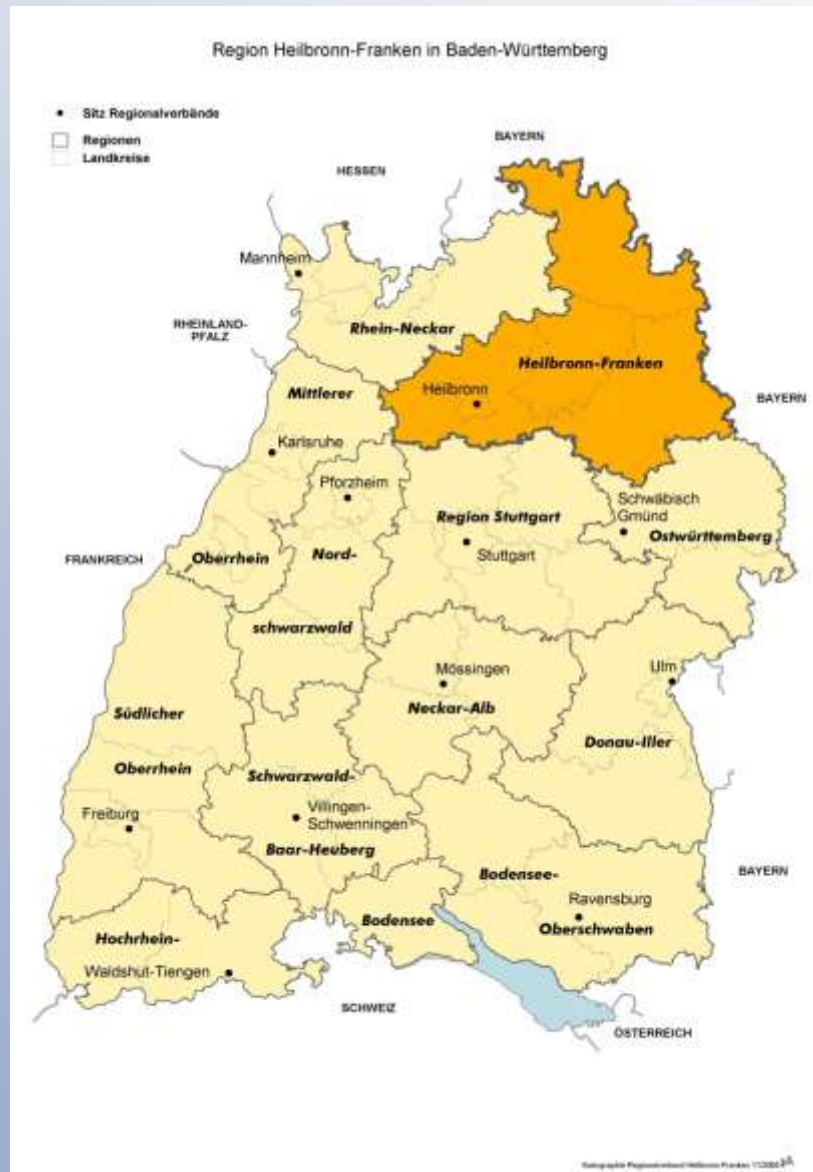 Region Heilbronn-Franken in Baden-Württemberg
Sitz Regionalverbände
Regionen
Landkreise
BAYERN
HESSEN
Mannheim
RHEINLAND-
PFALZ
Rhein-Neckar
Heilbronn-Franken
Mittlerer
Heilbronn
BAYERN
Karlsruhe
Pforzheim
Schwäbisch
Gmünd
Region Stuttgart
Ostwürttemberg
FRANKREICH
Oberrhein
Nord-
Stuttgart
schwarzwald
Mössingen
Ulm
Neckar-Alb
Südlicher
Donau-Iller
Oberrhein
Schwarzwald-
Freiburg
Villingen-
Schwenningen
Baar-Heuberg
Bodensee-
BAYERN
Ravensburg
Bodensee
Oberschwaben
Hochrhein-
Waldshut-Tiengen
SCHWEIZ
ÖSTERREICH
Regionalverband Heilbronn-Franken